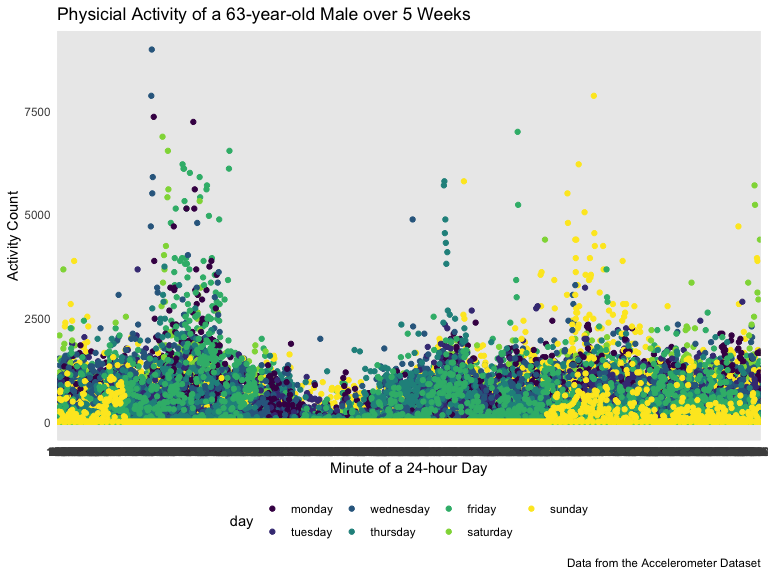 Physicial Activity of a 63-year-old Male over 5 Weeks
7500
5000
2500
0
Activity Count
Minute of a 24-hour Day
day
monday wednesday friday sunday
tuesday thursday saturday
Data from the Accelerometer Dataset